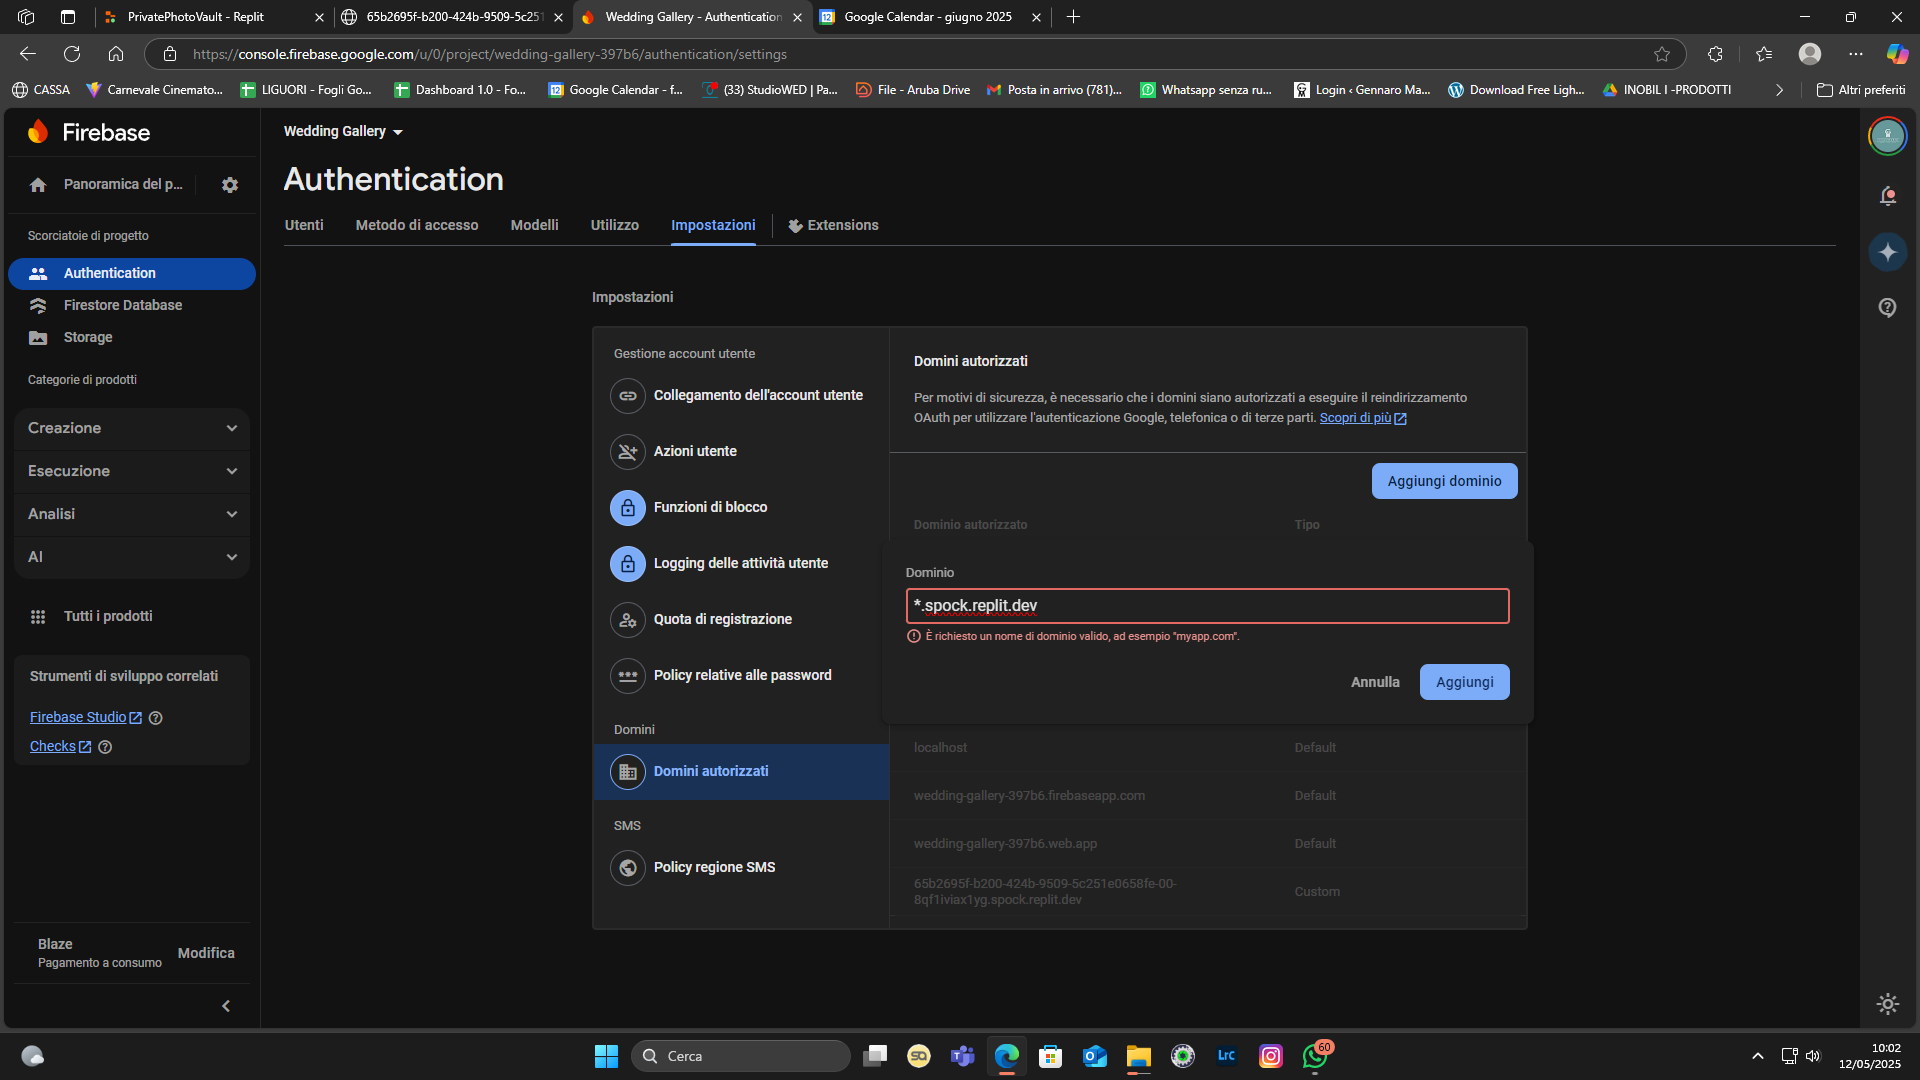 PrivatePhotoVault - Replit
65b2695f-b200-424b-9509-5c251
Wedding Gallery - Authentication
Google Calendar - giugno 2025
https://console.firebase.google.com/u/0/project/wedding-gallery-397b6/authentication/settings
CASSA
Carnevale Cinemato...
LIGUORI - Fogli Go...
Dashboard 1.0 - Fo...
Google Calendar - f...
(33) StudioWED | Pa...
File - Aruba Drive
Posta in arrivo (781)...
Whatsapp senza ru...
Login ‹ Gennaro Ma...
Download Free Ligh...
INOBIL I -PRODOTTI
Altri preferiti
Firebase
Panoramica del p...
Scorciatoie di progetto
Authentication
Firestore Database
Storage
Categorie di prodotti
Creazione
Esecuzione
Analisi
AI
Tutti i prodotti
Strumenti di sviluppo correlati
Firebase Studio
Checks
Blaze
Pagamento a consumo
Modifica
Wedding Gallery
Authentication
Utenti
Metodo di accesso
Modelli
Utilizzo
Impostazioni
Extensions
Impostazioni
Gestione account utente
Collegamento dell'account utente
Azioni utente
Funzioni di blocco
Logging delle attività utente
Quota di registrazione
Policy relative alle password
Domini
Domini autorizzati
SMS
Policy regione SMS
Domini autorizzati
Per motivi di sicurezza, è necessario che i domini siano autorizzati a eseguire il reindirizzamento
OAuth per utilizzare l'autenticazione Google, telefonica o di terze parti. Scopri di più
Aggiungi dominio
Dominio autorizzato
Tipo
Dominio
*.spock.replit.dev
È richiesto un nome di dominio valido, ad esempio "myapp.com".
Annulla
Aggiungi
localhost
Default
wedding-gallery-397b6.firebaseapp.com
Default
wedding-gallery-397b6.web.app
Default
65b2695f-b200-424b-9509-5c251e0658fe-00-
8qf1iviax1yg.spock.replit.dev
Custom
Cerca
LrC
60
10:02
12/05/2025